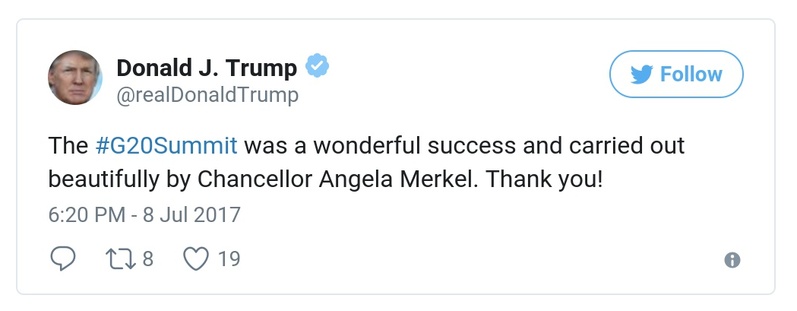 Donald J. Trump
@realDonaldTrump
Follow
The #G20Summit was a wonderful success and carried out
beautifully by Chancellor Angela Merkel. Thank you!
6:20 PM - 8 Jul 2017
8 19